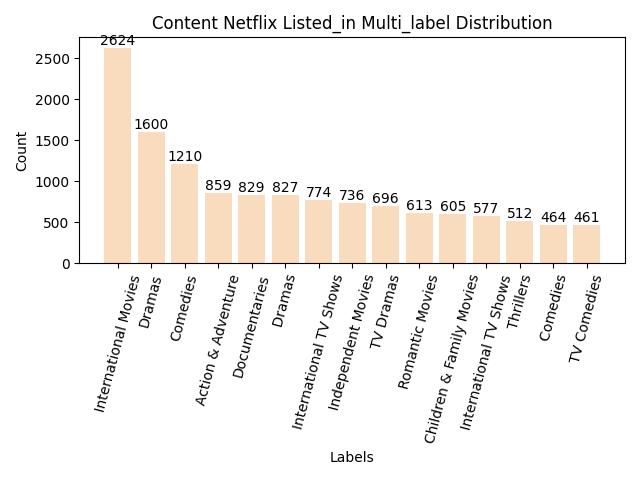 Content Netflix Listed_in Multi_label Distribution
2624
1600
1210
859
829
827
774
736
696
613
605
577
512
464
461
Count
2500
2000
1500
1000
500
0
International Movies
Dramas
Comedies
Action & Adventure
Documentaries
Dramas
International TV Shows
Independent Movies
TV Dramas
Romantic Movies
Children & Family Movies
International TV Shows
Thrillers
Comedies
TV Comedies
Labels